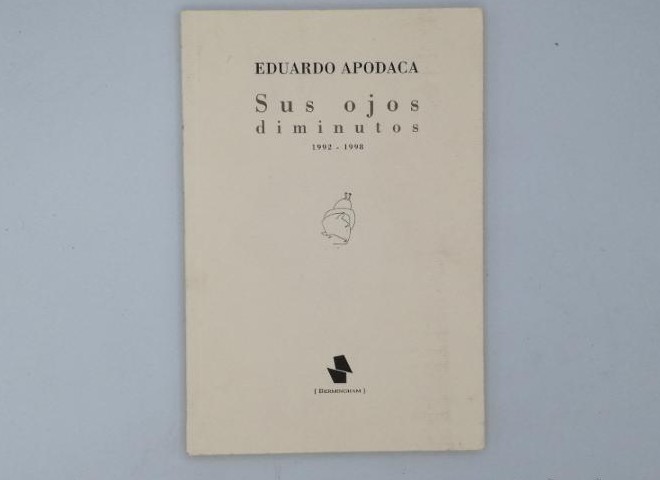 EDUARDO APODACA
Sus ojos
diminutos
1992 - 1998
[ BERMINGHAM ]